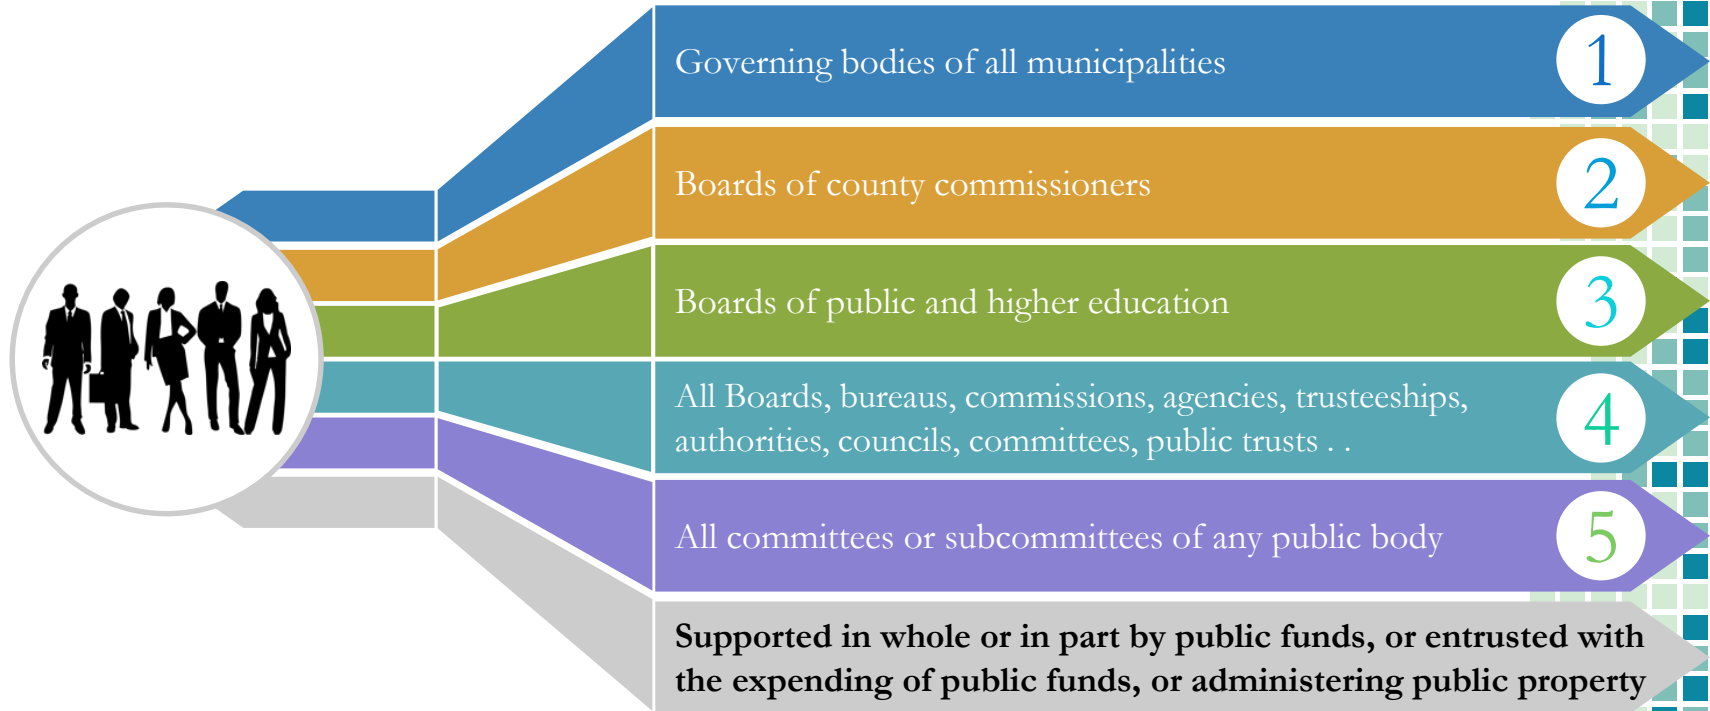 Governing bodies of all municipalities
1
Boards of county commissioners
2
Boards of public and higher education
3
All Boards, bureaus, commissions, agencies, trusteeships,
authorities, councils, committees, public trusts . .
4
All committees or subcommittees of any public body
5
Supported in whole or in part by public funds, or entrusted with
the expending of public funds, or administering public property